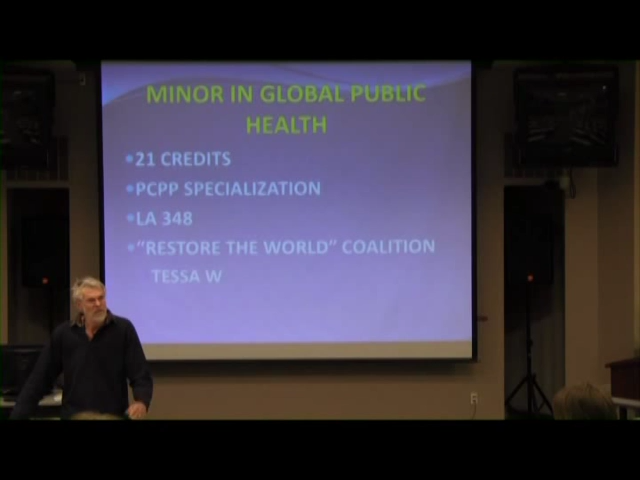 MINOR IN GLOBAL PUBLIC
HEALTH
•21 CREDITS
•PCPP SPECIALIZATION
•LA 348
•"RESTORE THE WORLD" COALITION
TESSA W